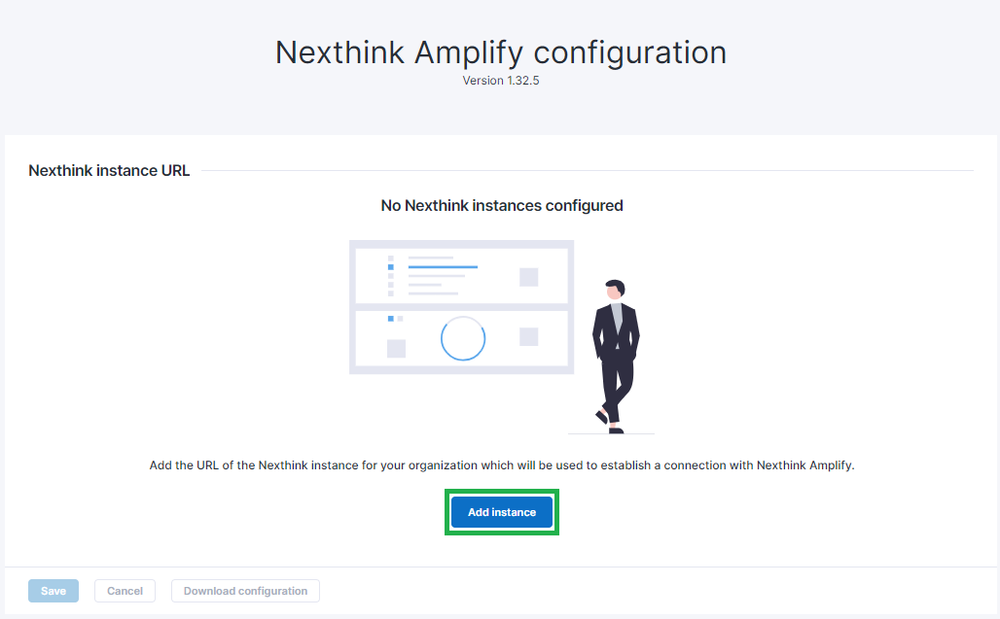 Nexthink Amplify configuration
Version 1.32.5
Nexthink instance URL
No Nexthink instances configured
Add the URL of the Nexthink instance for your organization which will be used to establish a connection with Nexthink Amplify.
Add instance
Save
Cancel
Download configuration